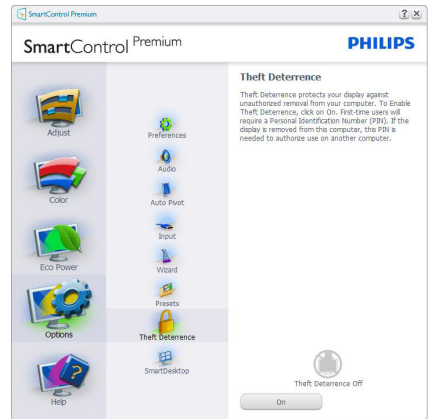 SmartControl Premium
SmartControl Premium
PHILIPS
Adjust
Color
Eco Power
Options
Help
Preferences
Audio
Auto Pivot
Input
Wizard
Presets
Theft Deterrence
SmartDesktop
Theft Deterrence
Theft Deterrence protects your display against
unauthorized removal from your computer. To Enable
Theft Deterrence, click on On. First-time users will
require a Personal Identification Number (PIN). If the
display is removed from this computer, this PIN is
needed to authorize use on another computer.
Theft Deterrence Off
On